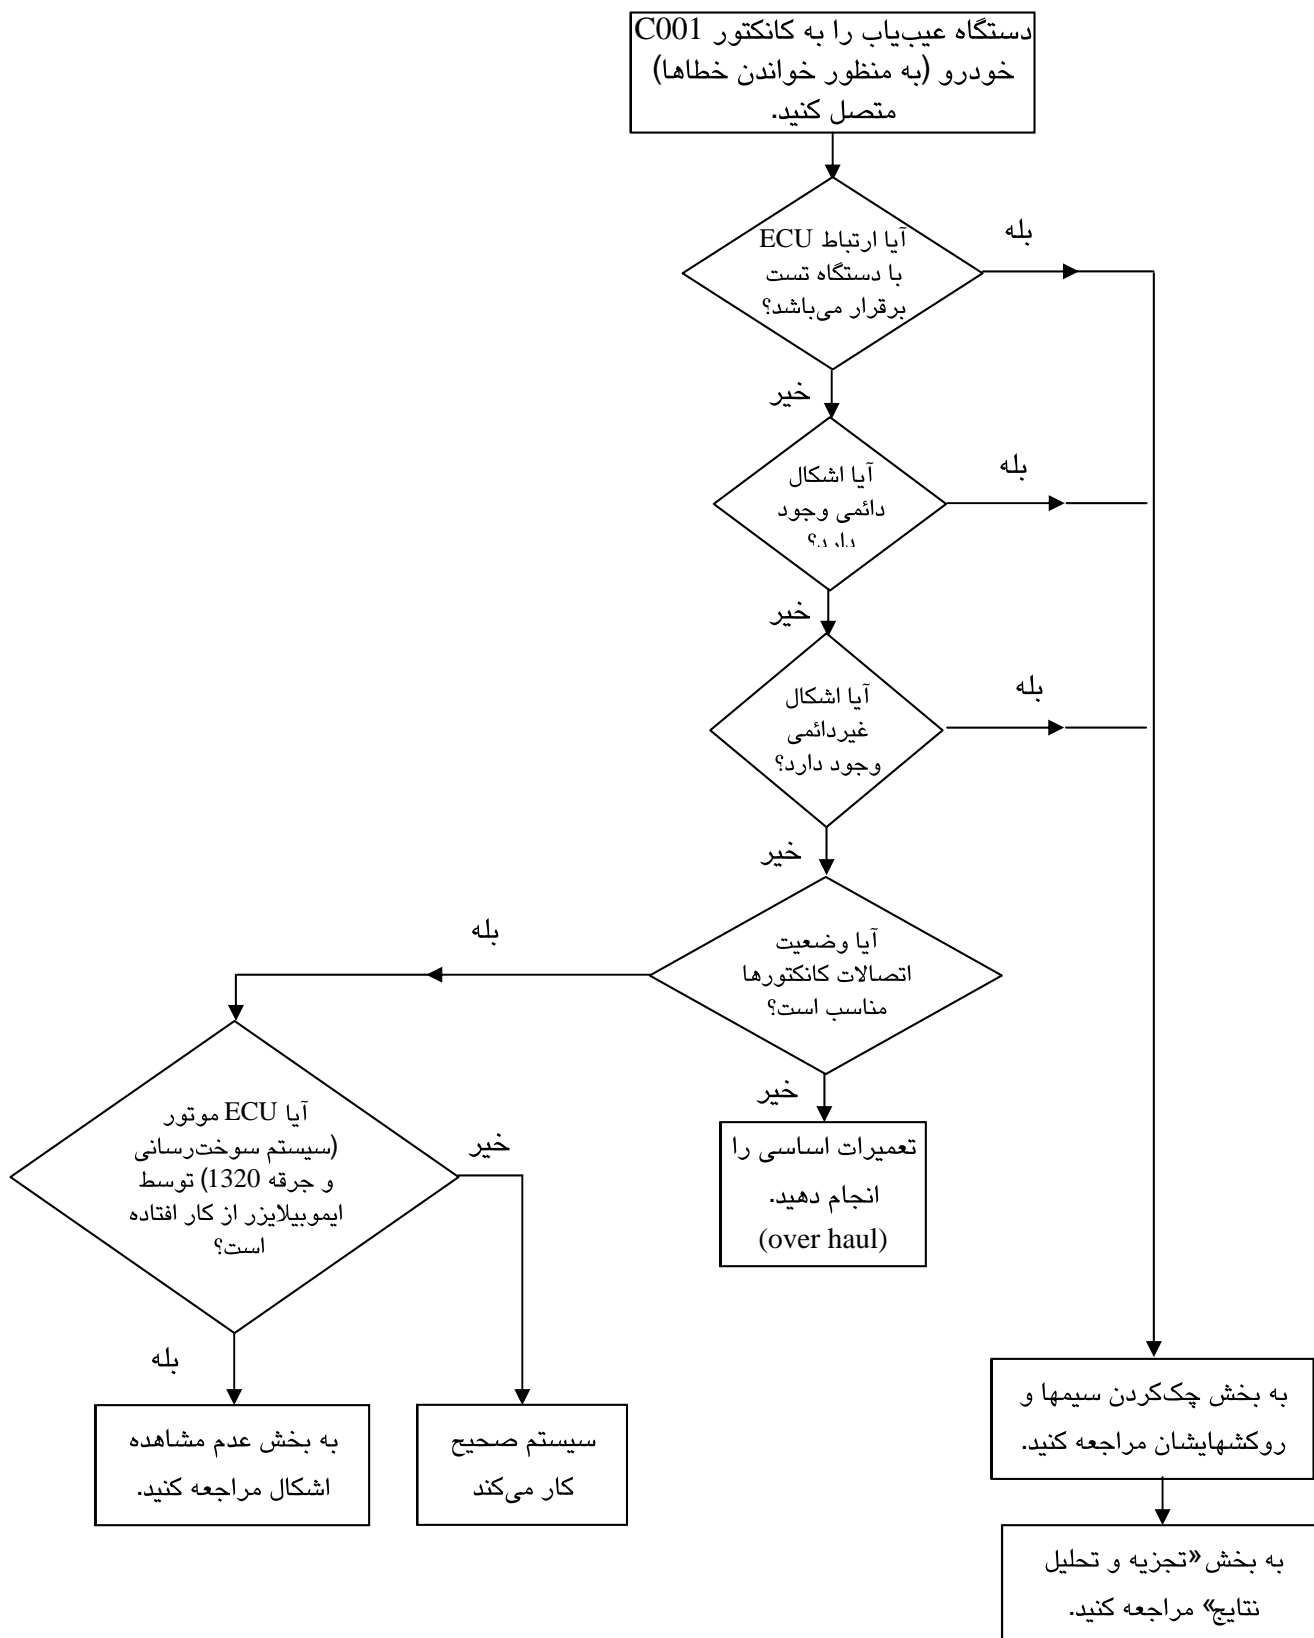 دستگاه عیب‌یاب را به کانکتور C001
خودرو (به منظور خواندن خطاها)
متصل کنید.
آیا ارتباط ECU
با دستگاه تست
برقرار می‌باشد؟
بله
خیر
آیا اشکال
دائمی وجود
دارد؟
بله
خیر
آیا اشکال
غیردائمی
وجود دارد؟
بله
خیر
آیا وضعیت
اتصالات کانکتورها
مناسب است؟
بله
خیر
تعمیرات اساسی را
انجام دهید.
(over haul)
آیا ECU موتور
(سیستم سوخت‌رسانی
و جرقه 1320) توسط
ایموبیلایزر از کار افتاده
است؟
خیر
بله
به بخش چک‌کردن سیمها و
روکشهایشان مراجعه کنید.
سیستم صحیح
کار می‌کند
به بخش عدم مشاهده
اشکال مراجعه کنید.
به بخش «تجزیه و تحلیل
نتایج» مراجعه کنید.